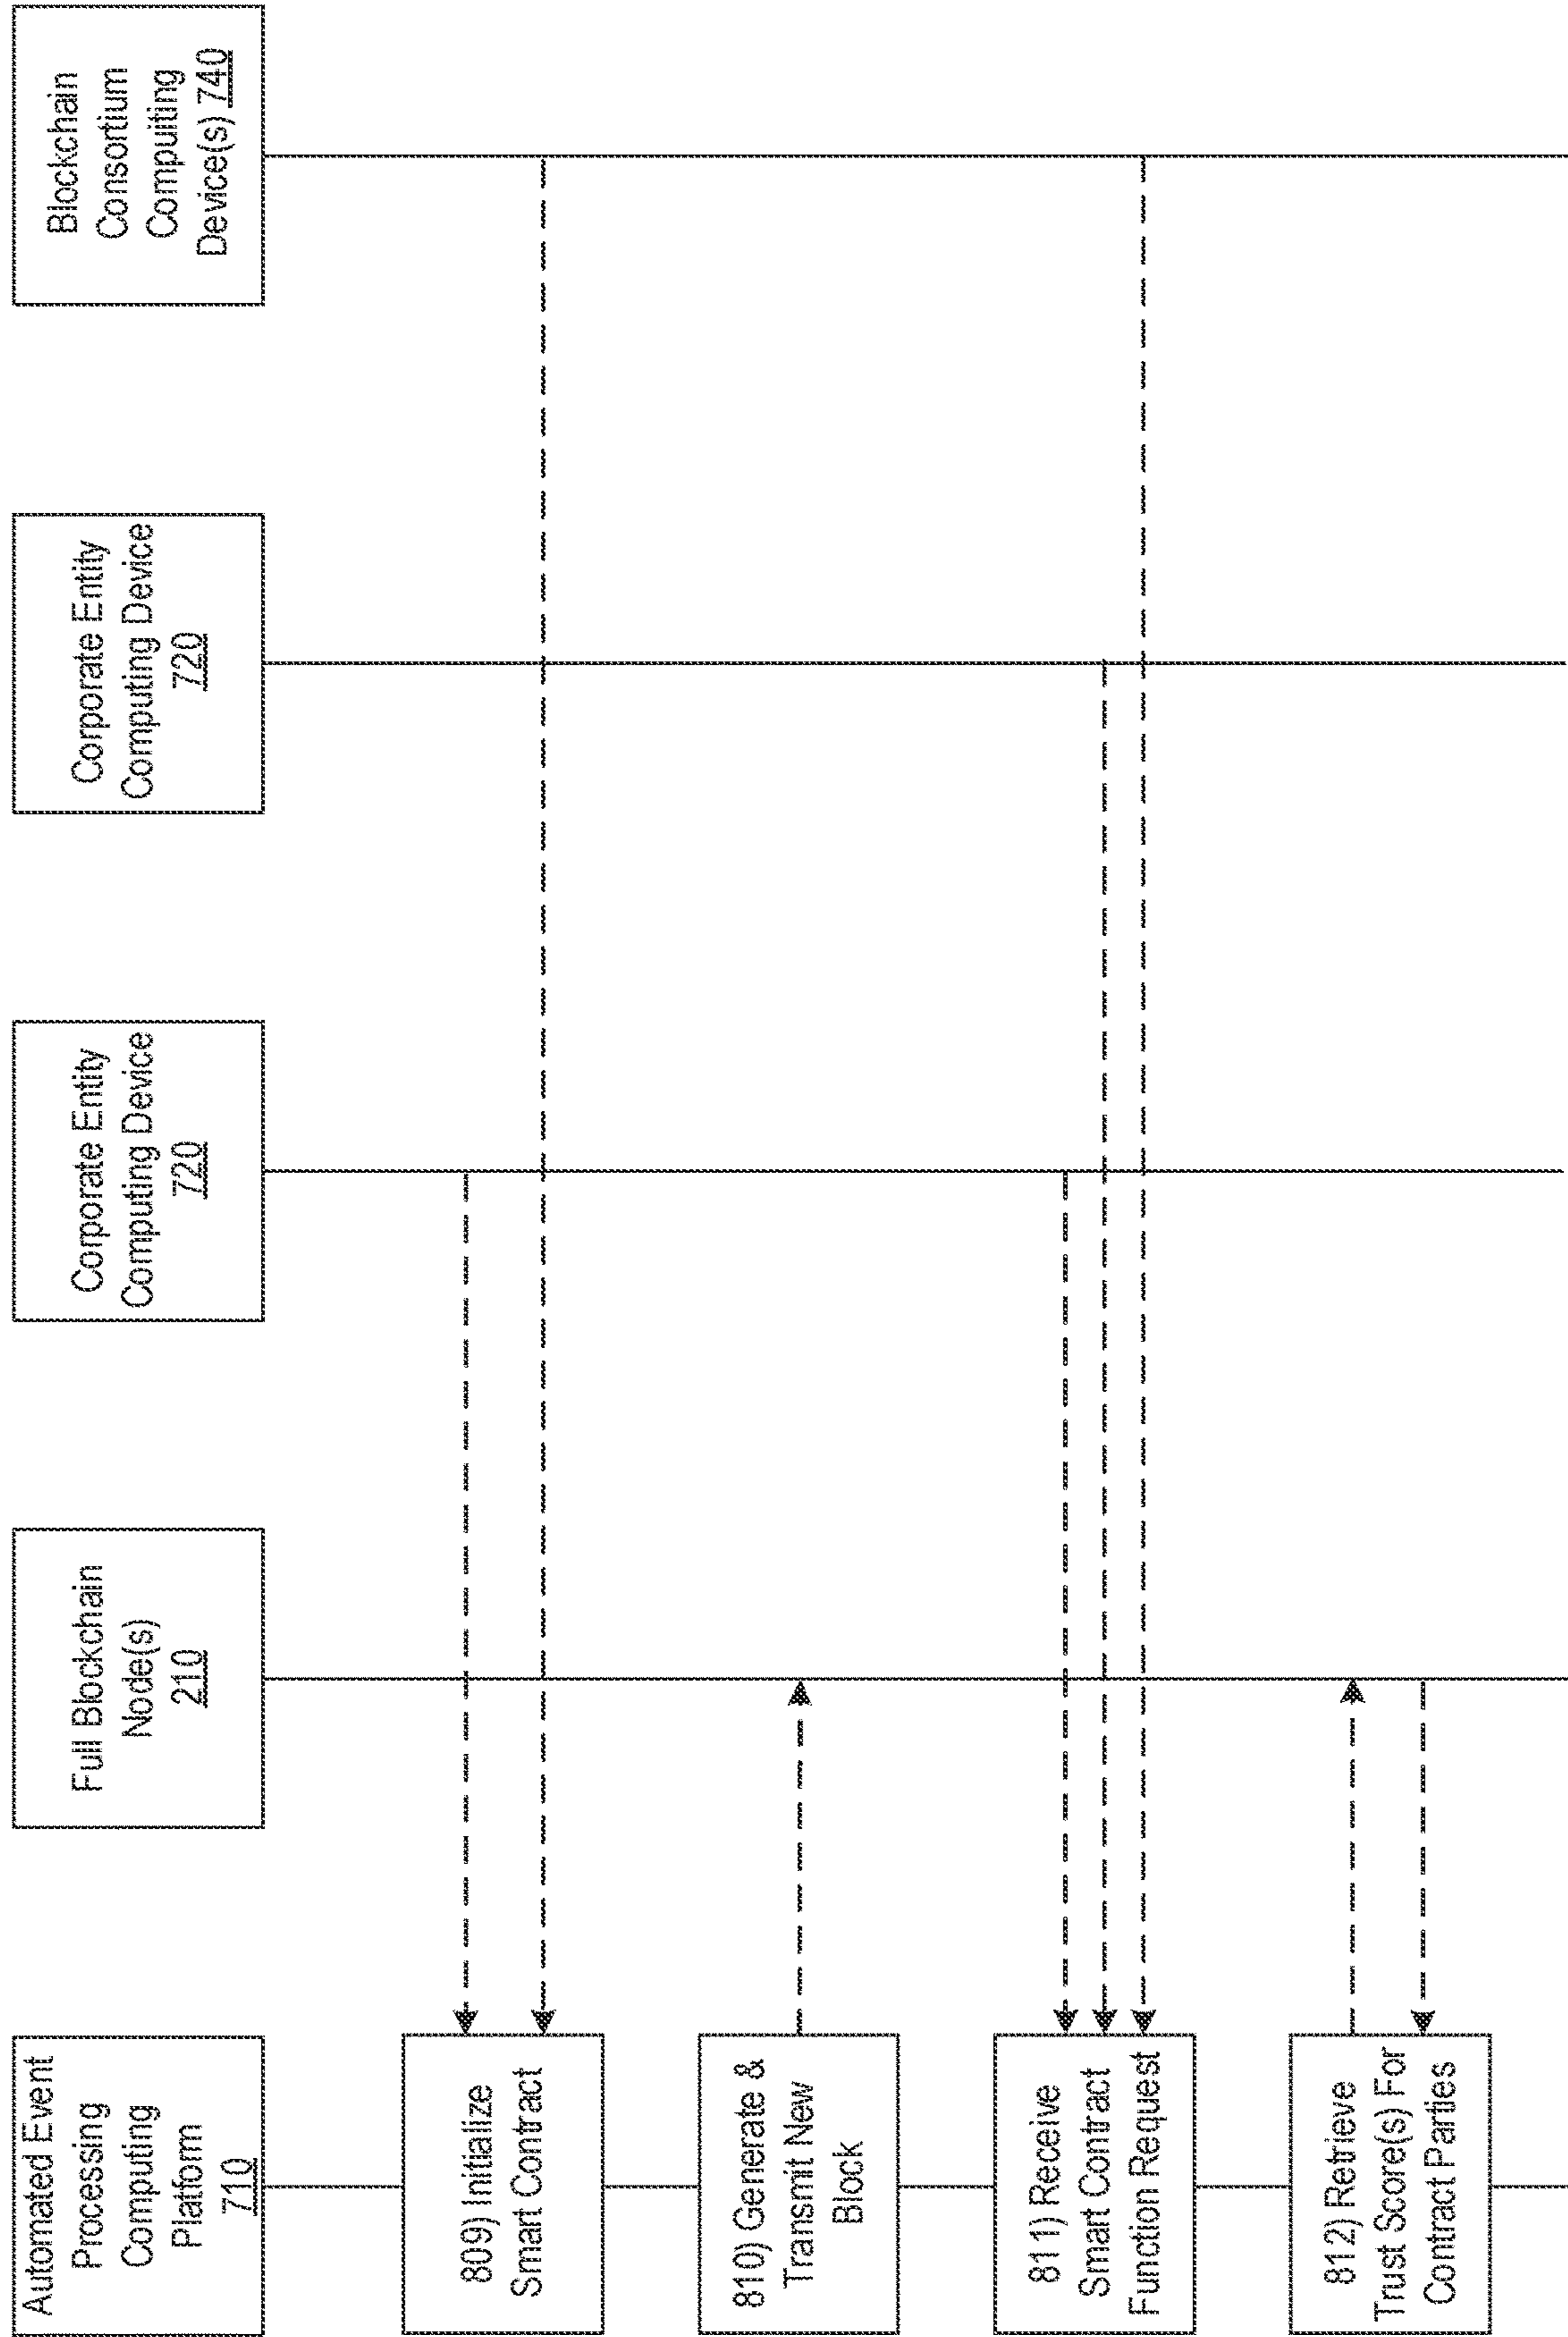 Automated Event
Processing
Computing
Platform
710
Full Blockchain
Node(s)
210
Corporate Entity
Computing Device
720
Corporate Entity
Computing Device
720
Blockchain
Consortium
Compuiting
Device(s) 740
809) Initialize
Smart Contract
810) Generate &
Transmit New
Block
811) Receive
Smart Contract
Function Request
812) Retrieve
Trust Score(s) For
Contract Parties